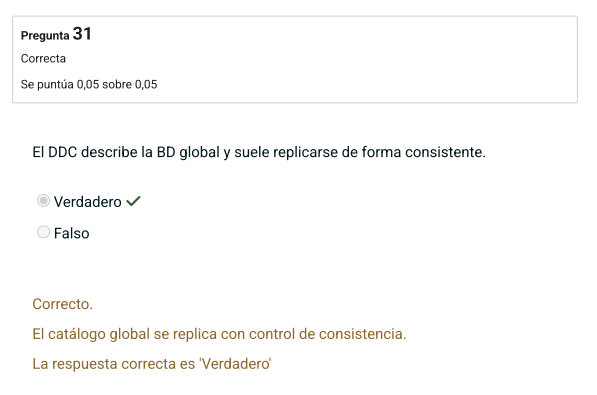 Pregunta 31
Correcta
Se puntúa 0,05 sobre 0,05
El DDC describe la BD global y suele replicarse de forma consistente.
Verdadero
Falso
Correcto.
El catálogo global se replica con control de consistencia.
La respuesta correcta es 'Verdadero'